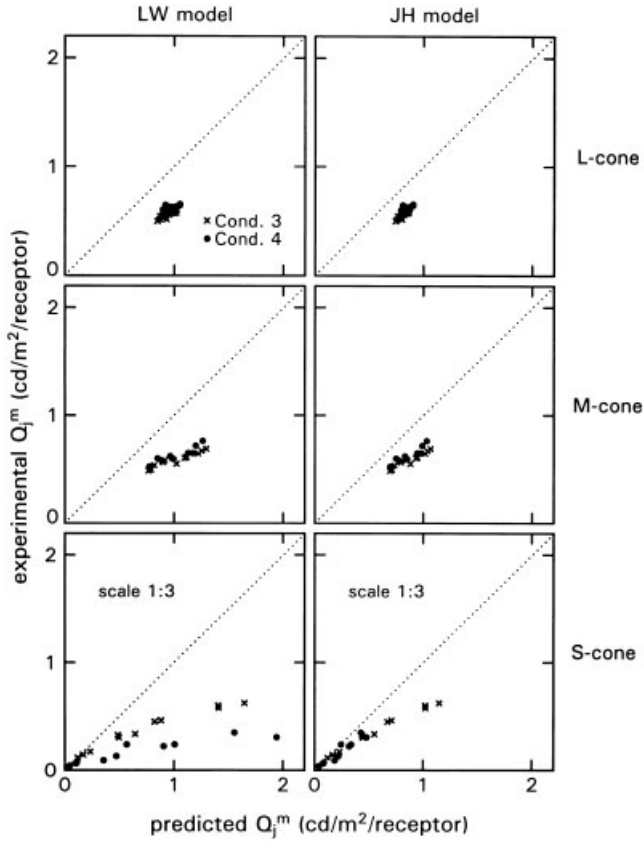 LW model
JH model
2
1
0
× Cond. 3
● Cond. 4
L-cone
2
1
0
M-cone
2
1
0
scale 1:3
scale 1:3
S-cone
0
1
2
0
1
2
experimental Qⱼᵐ (cd/m²/receptor)
predicted Qⱼᵐ (cd/m²/receptor)